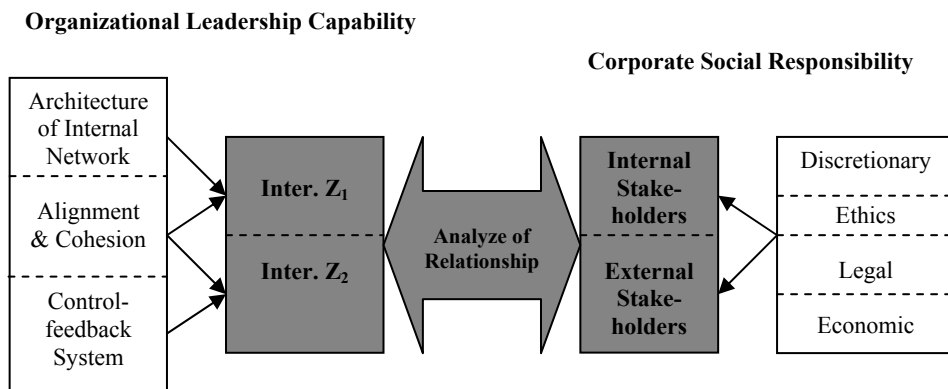 Organizational Leadership Capability
Corporate Social Responsibility
Architecture
of Internal
Network
Alignment
& Cohesion
Control-
feedback
System
Inter. Z₁
Inter. Z₂
Analyze of
Relationship
Internal
Stake-
holders
External
Stake-
holders
Discretionary
Ethics
Legal
Economic